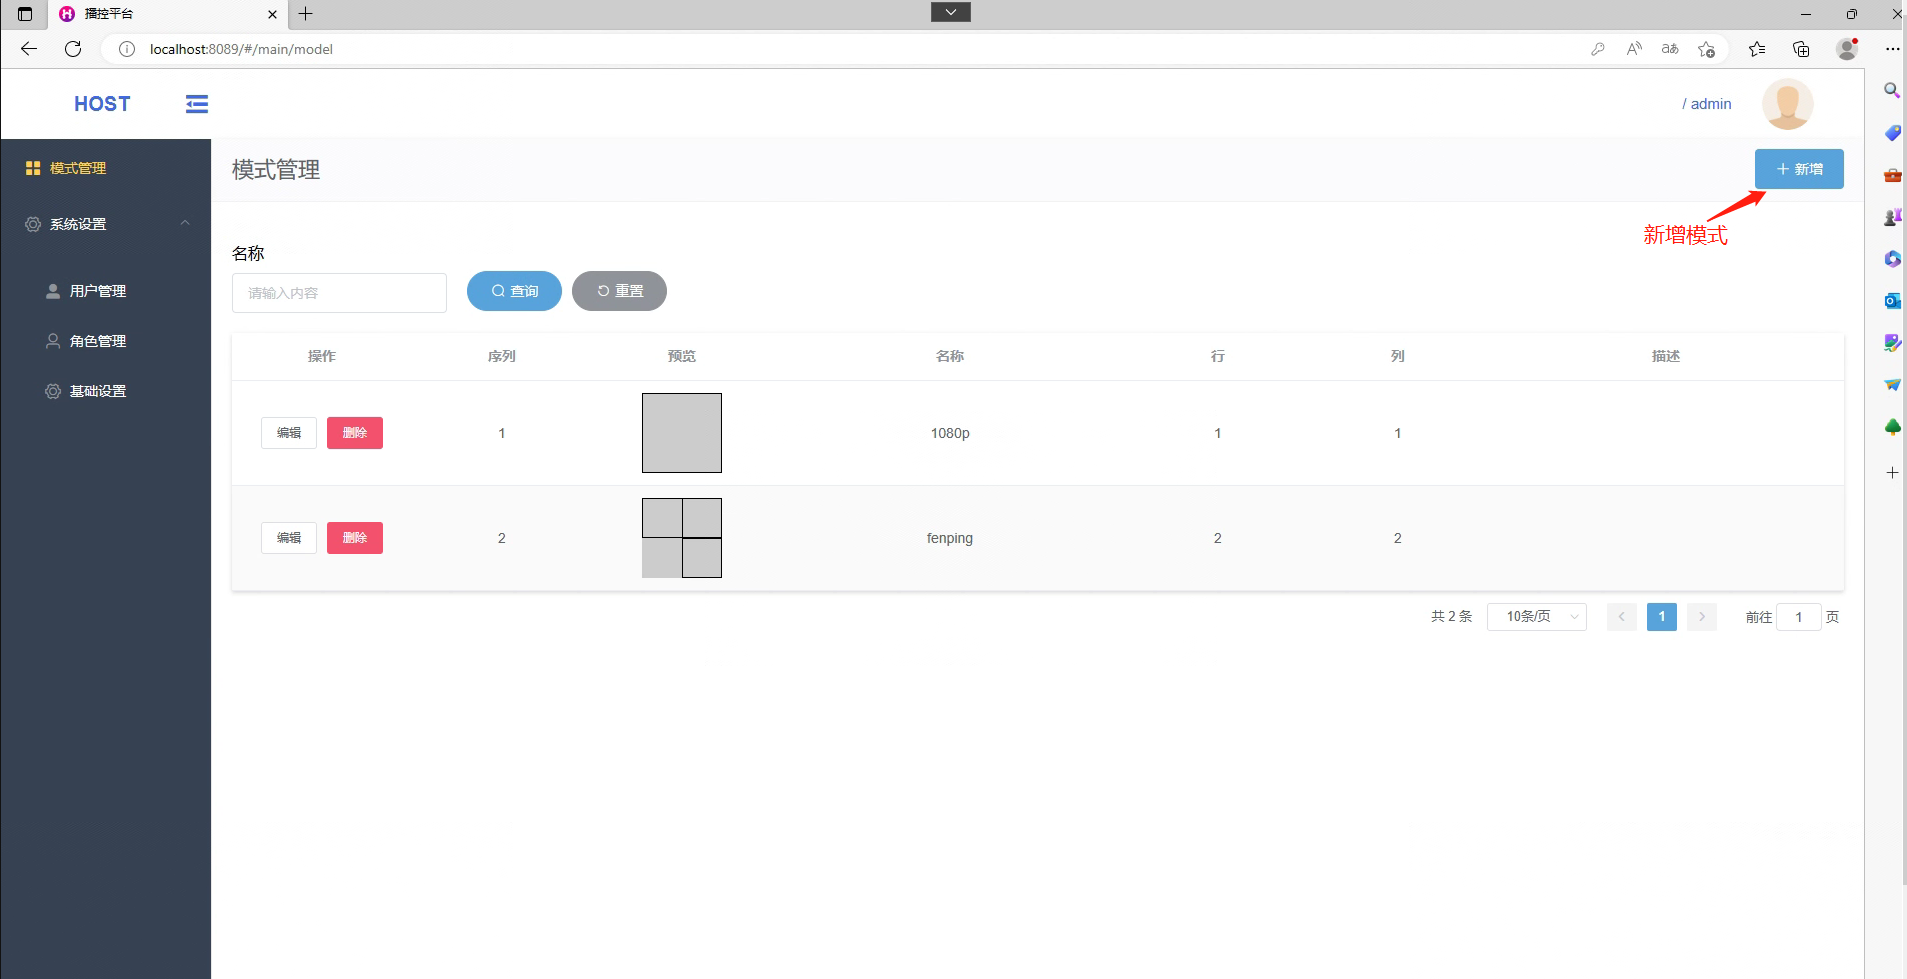 播控平台
localhost:8089/#/main/model
HOST
/ admin
模式管理
系统设置
用户管理
角色管理
基础设置
模式管理
新增
新增模式
名称
请输入内容
查询
重置
操作 序列 预览 名称 行 列 描述
编辑 删除 1 1080p 1 1
编辑 删除 2 fenping 2 2
共 2 条 10条/页 1 前往 1 页